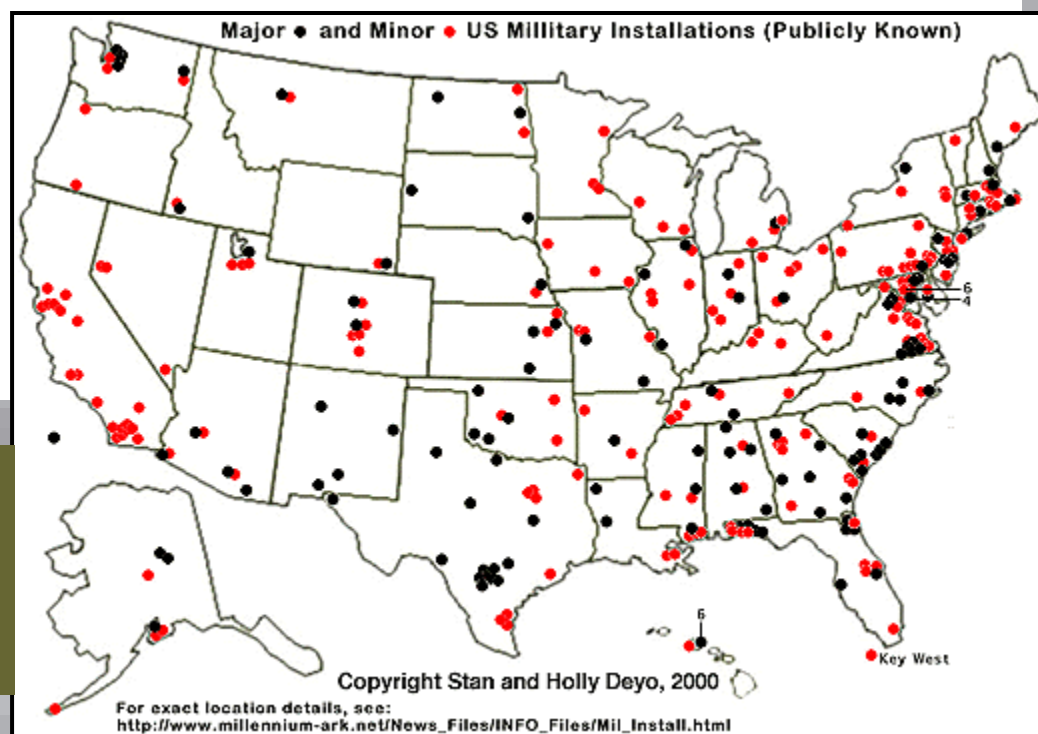 Major ● and Minor ● US Millitary Installations (Publicly Known)
6
4
6
Key West
Copyright Stan and Holly Deyo, 2000
For exact location details, see:
http://www.millennium-ark.net/News_Files/INFO_Files/Mil_Install.html